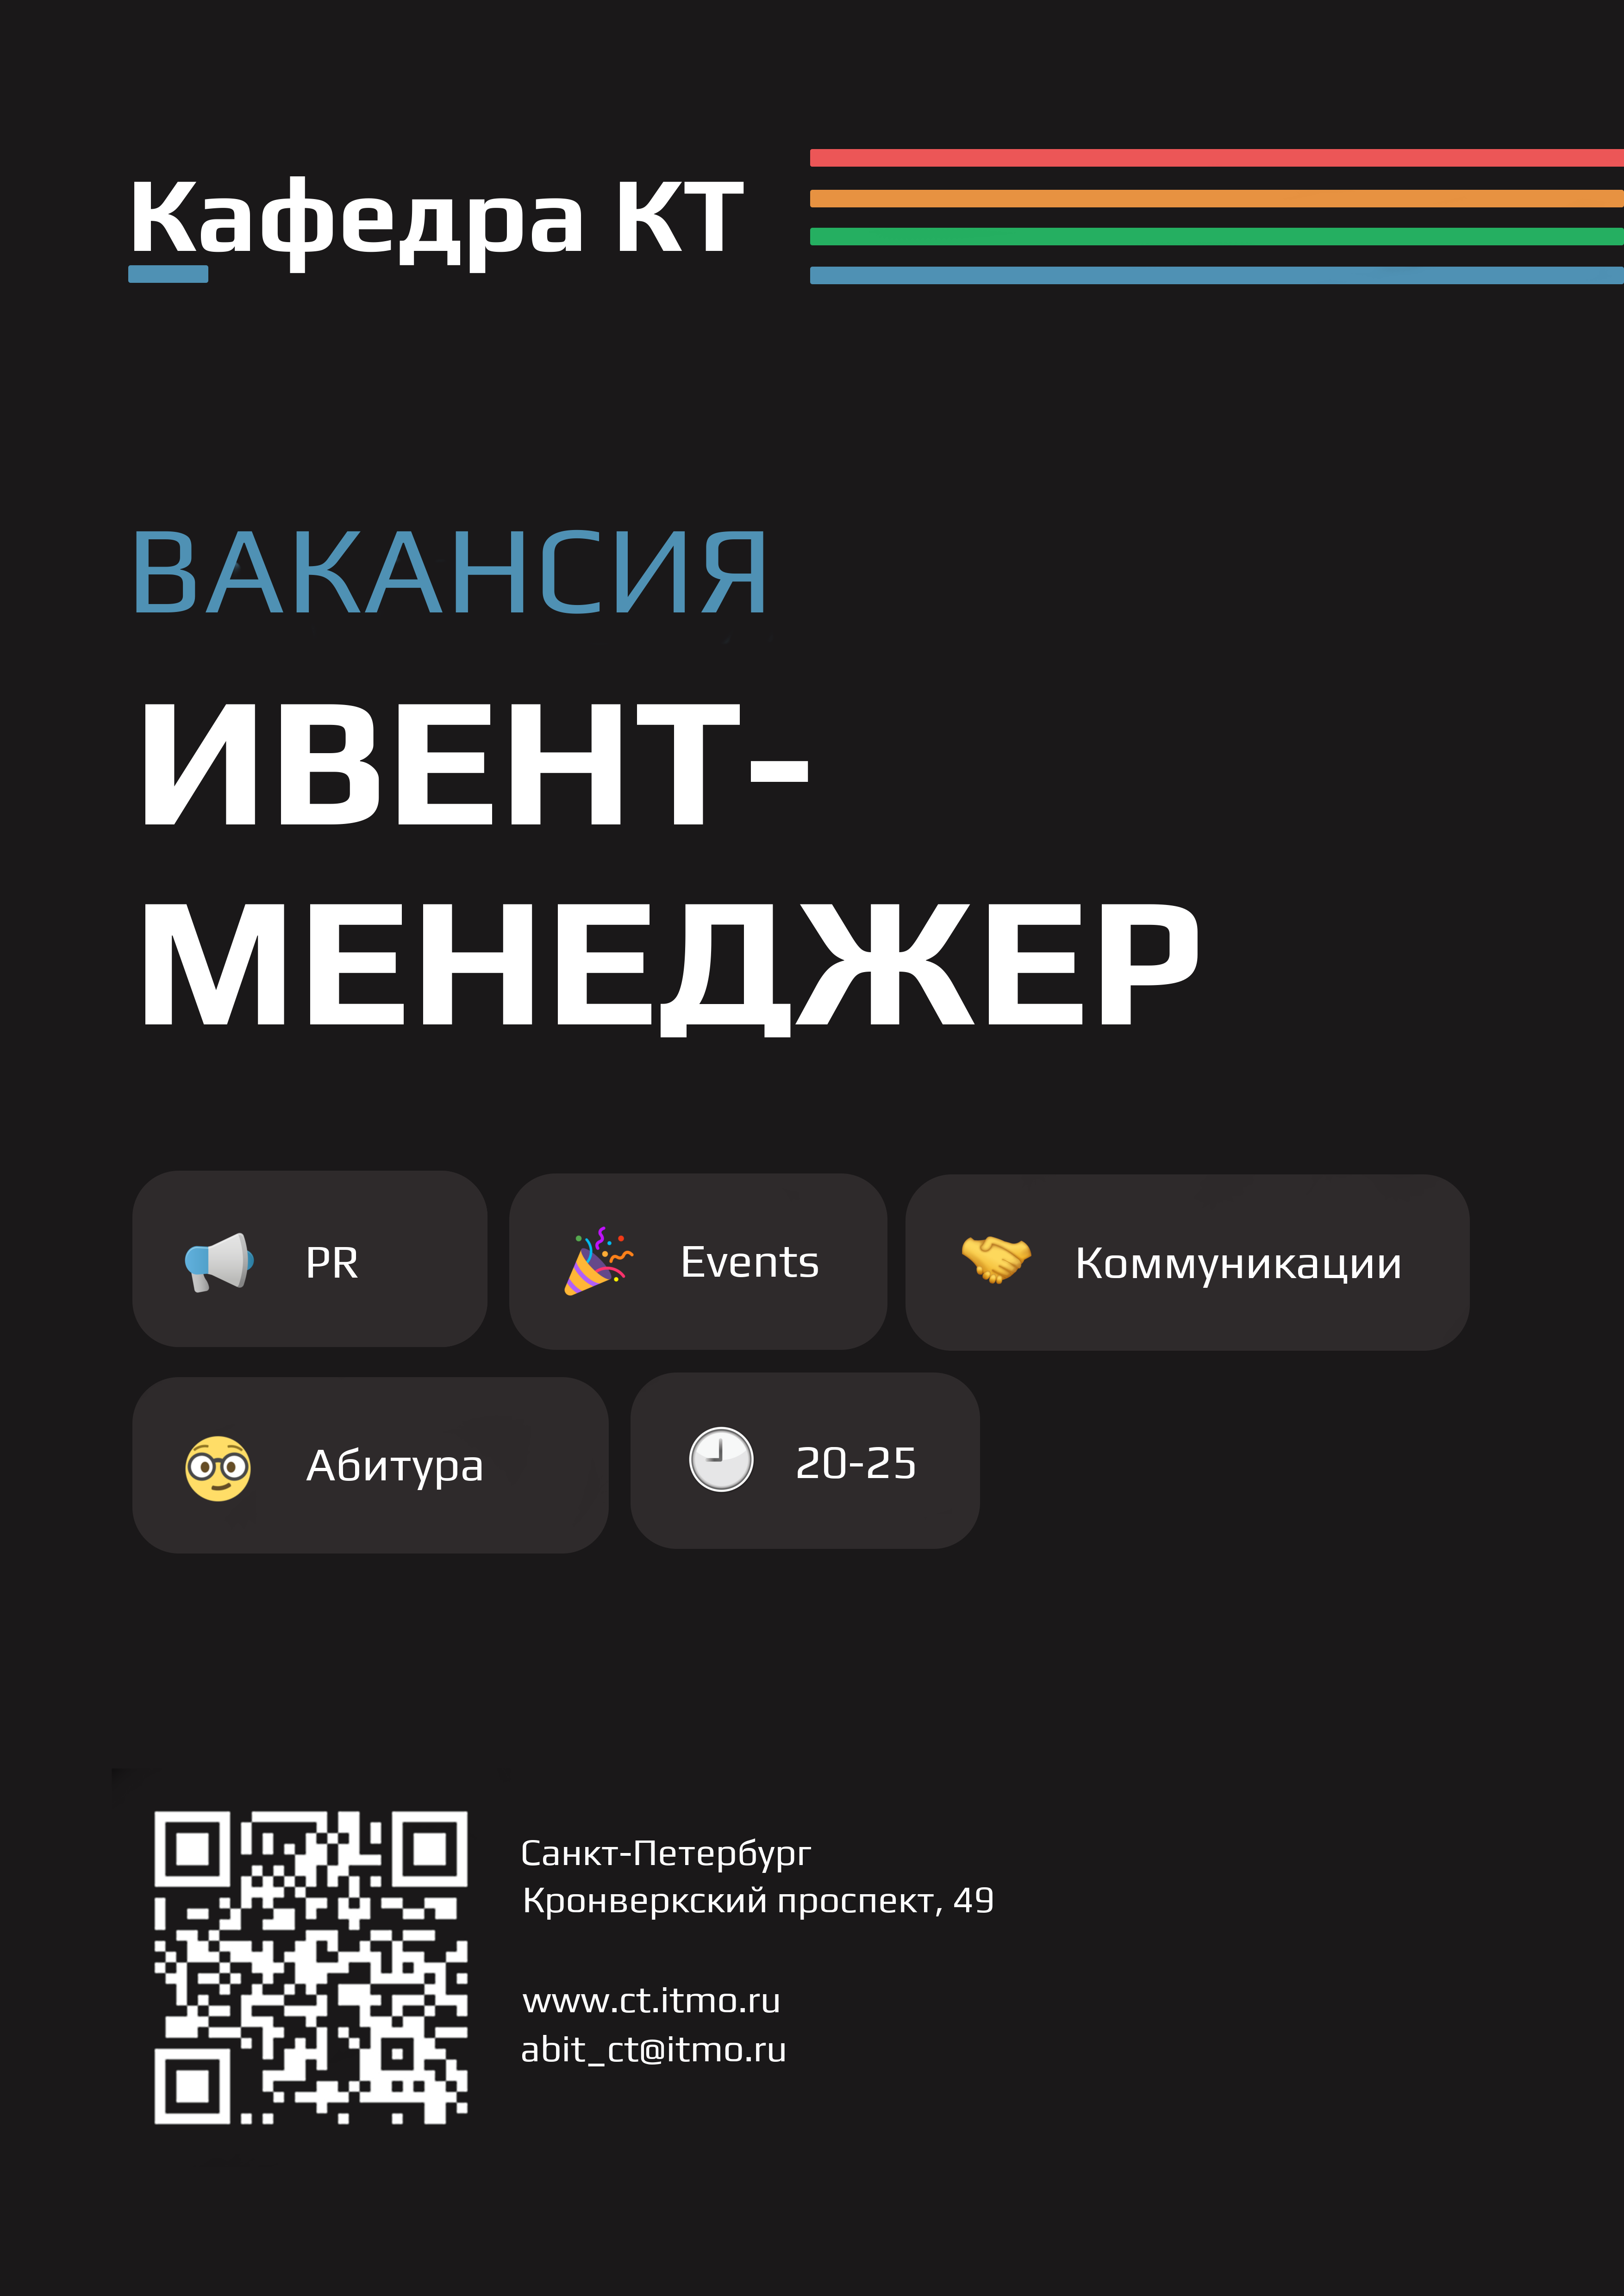 Кафедра КТ
ВАКАНСИЯ
ИВЕНТ-
МЕНЕДЖЕР
PR
Events
Коммуникации
Абитура
20-25
Санкт-Петербург
Кронверкский проспект, 49
www.ct.itmo.ru
abit_ct@itmo.ru